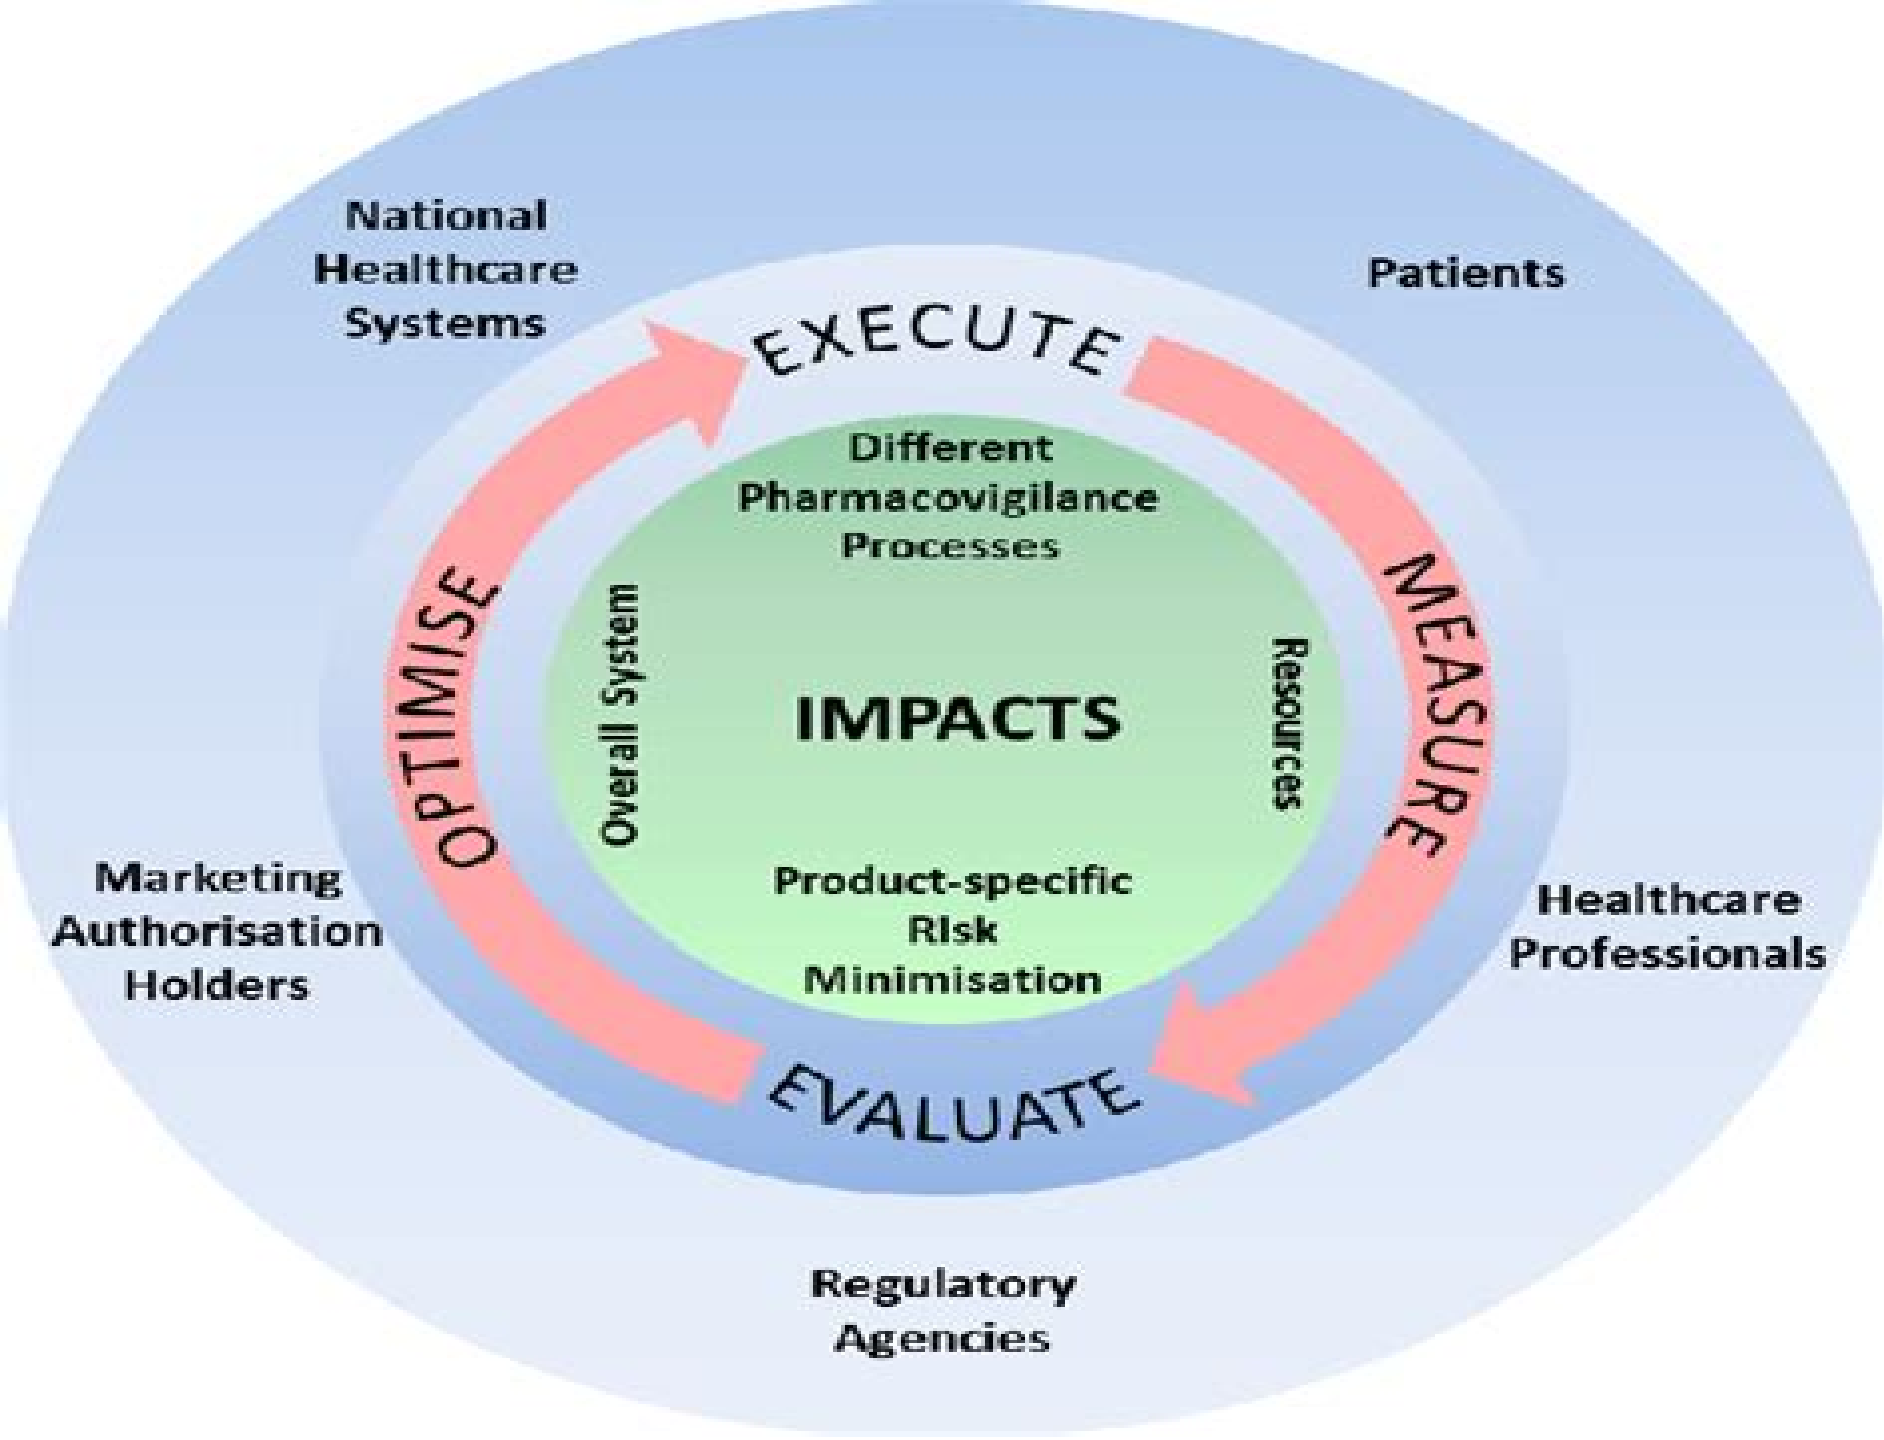 National
Healthcare
Systems
Patients
EXECUTE
Different
Pharmacovigilance
Processes
OPTIMISE
Overall System
IMPACTS
Resources
MEASURE
Product-specific
RIsk
Minimisation
Marketing
Authorisation
Holders
Healthcare
Professionals
EVALUATE
Regulatory
Agencies